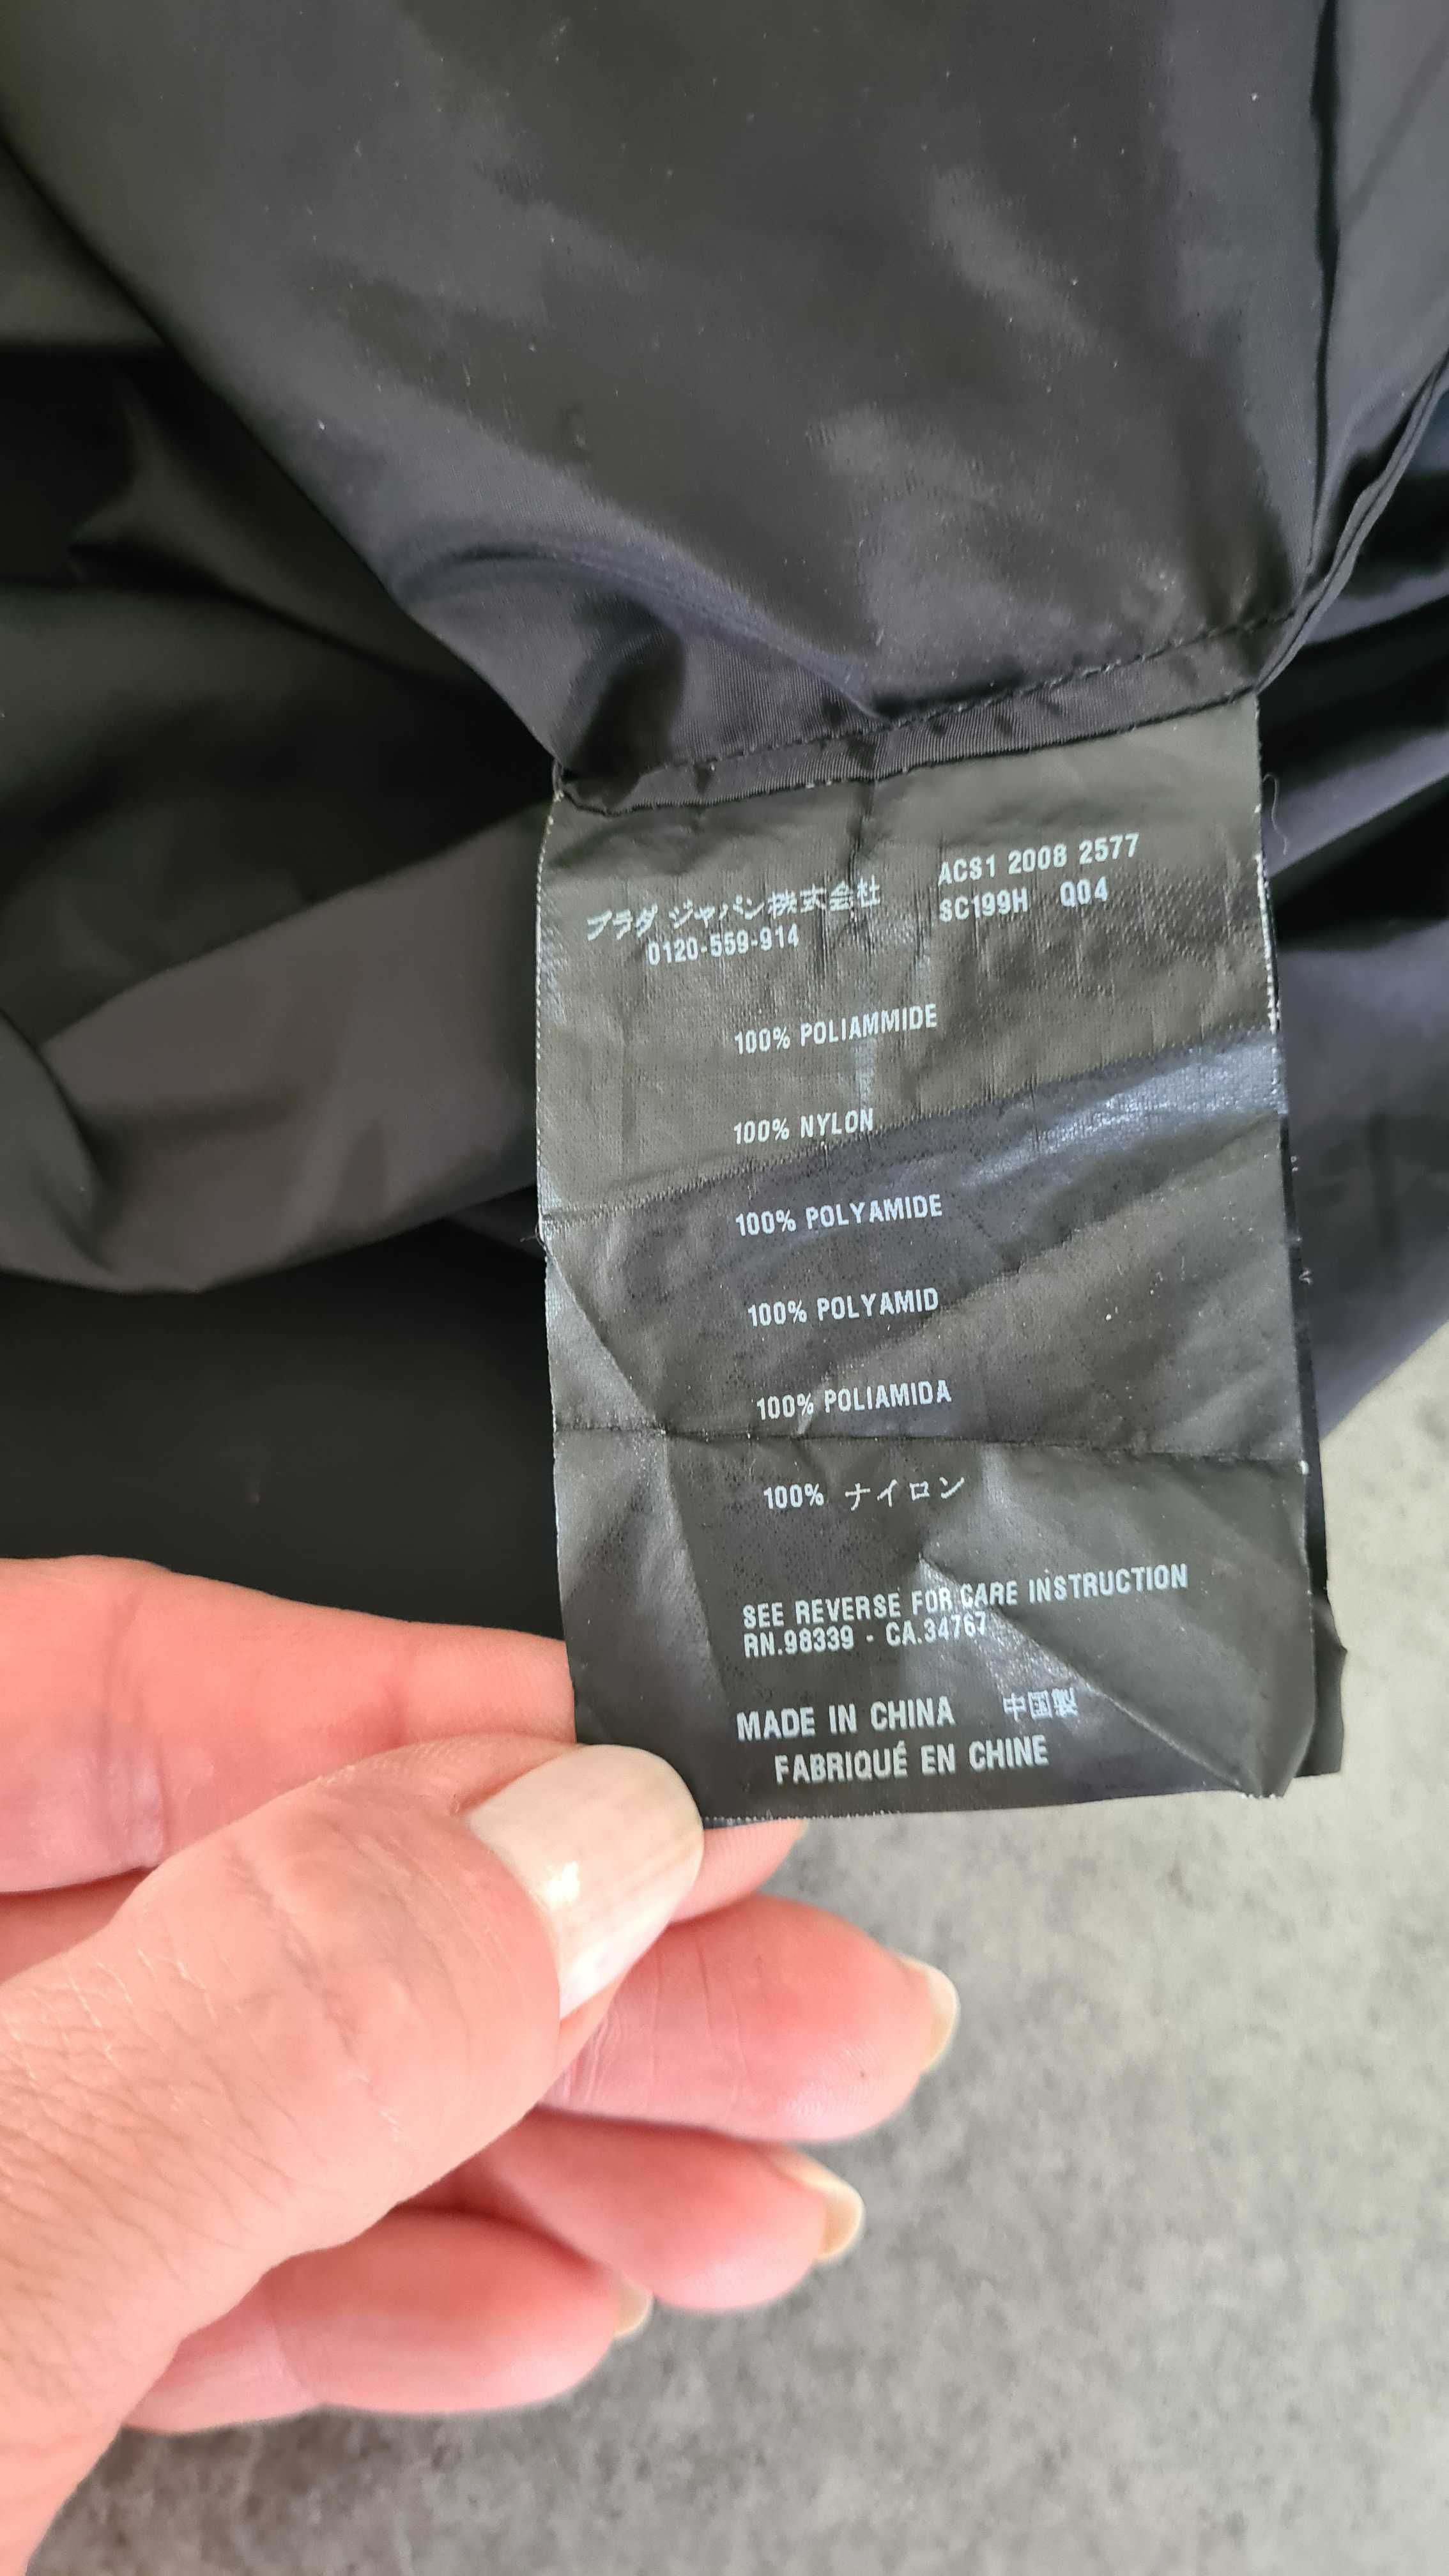 プラダ ジャパン株式会社
0120-559-914
ACS1 2008 2577
SC199H Q04
100% POLIAMMIDE
100% NYLON
100% POLYAMIDE
100% POLYAMID
100% POLIAMIDA
100% ナイロン
SEE REVERSE FOR CARE INSTRUCTION
RN.98339 - CA.34767
MADE IN CHINA 中国製
FABRIQUÉ EN CHINE